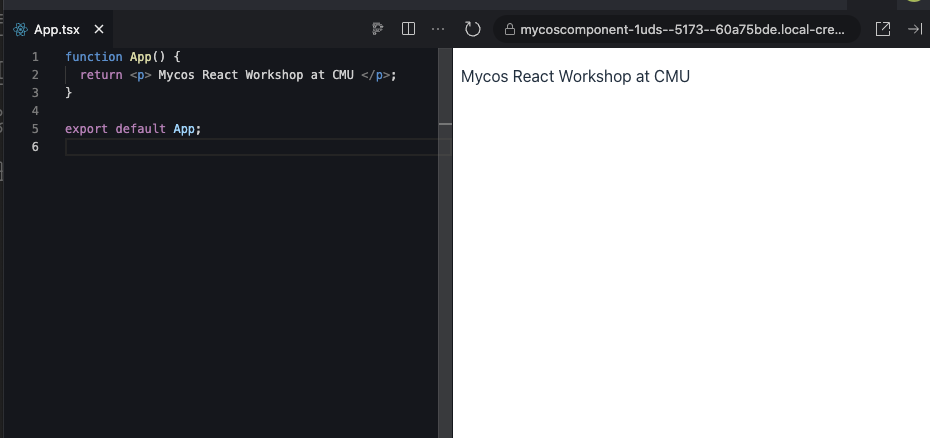 App.tsx
mycoscomponent-1uds--5173--60a75bde.local-cre...
1 function App() {
2 return <p> Mycos React Workshop at CMU </p>;
3 }
4
5 export default App;
6
Mycos React Workshop at CMU